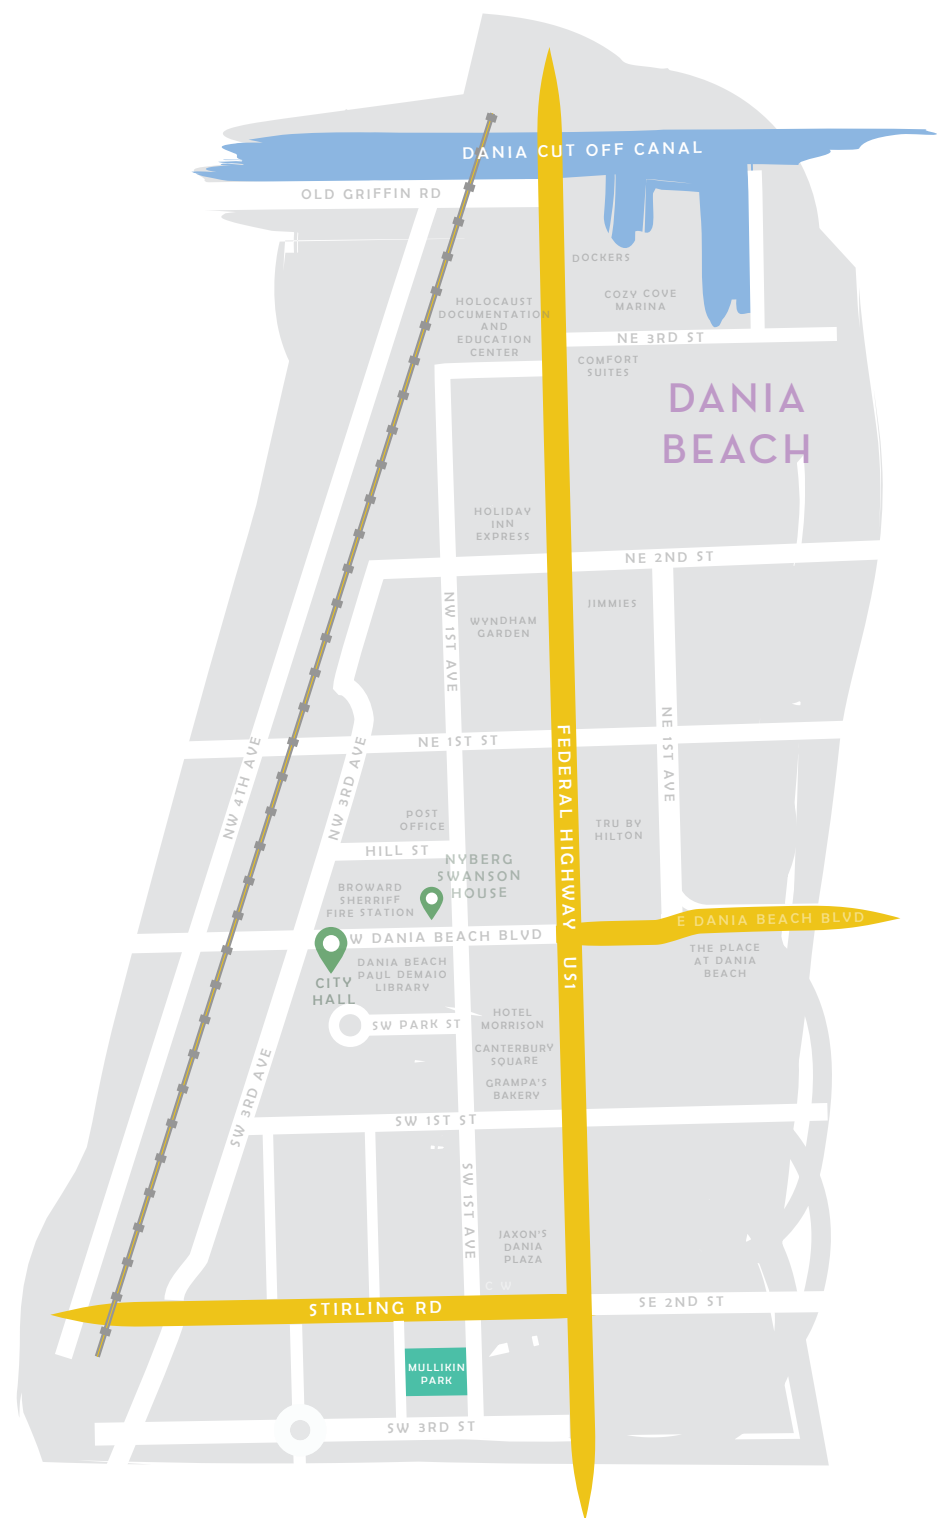 DANIA CUT OFF CANAL
OLD GRIFFIN RD
DOCKERS
COZY COVE
MARINA
HOLOCAUST
DOCUMENTATION
AND
EDUCATION
CENTER
NE 3RD ST
COMFORT
SUITES
DANIA
BEACH
HOLIDAY
INN
EXPRESS
NE 2ND ST
NW 1ST AVE
JIMMIES
WYNDHAM
GARDEN
NE 1ST AVE
FEDERAL HIGHWAY US1
NE 1ST ST
NW 4TH AVE
NW 3RD AVE
POST
OFFICE
TRU BY
HILTON
HILL ST
NYBERG
SWANSON
HOUSE
BROWARD
SHERRIFF
FIRE STATION
E DANIA BEACH BLVD
W DANIA BEACH BLVD
THE PLACE
AT DANIA
BEACH
DANIA BEACH
PAUL DEMAIO
LIBRARY
CITY
HALL
SW PARK ST
HOTEL
MORRISON
CANTERBURY
SQUARE
GRAMPA'S
BAKERY
SW 3RD AVE
SW 1ST ST
SW 1ST AVE
JAXON'S
DANIA
PLAZA
C W
STIRLING RD
SE 2ND ST
MULLIKIN
PARK
SW 3RD ST